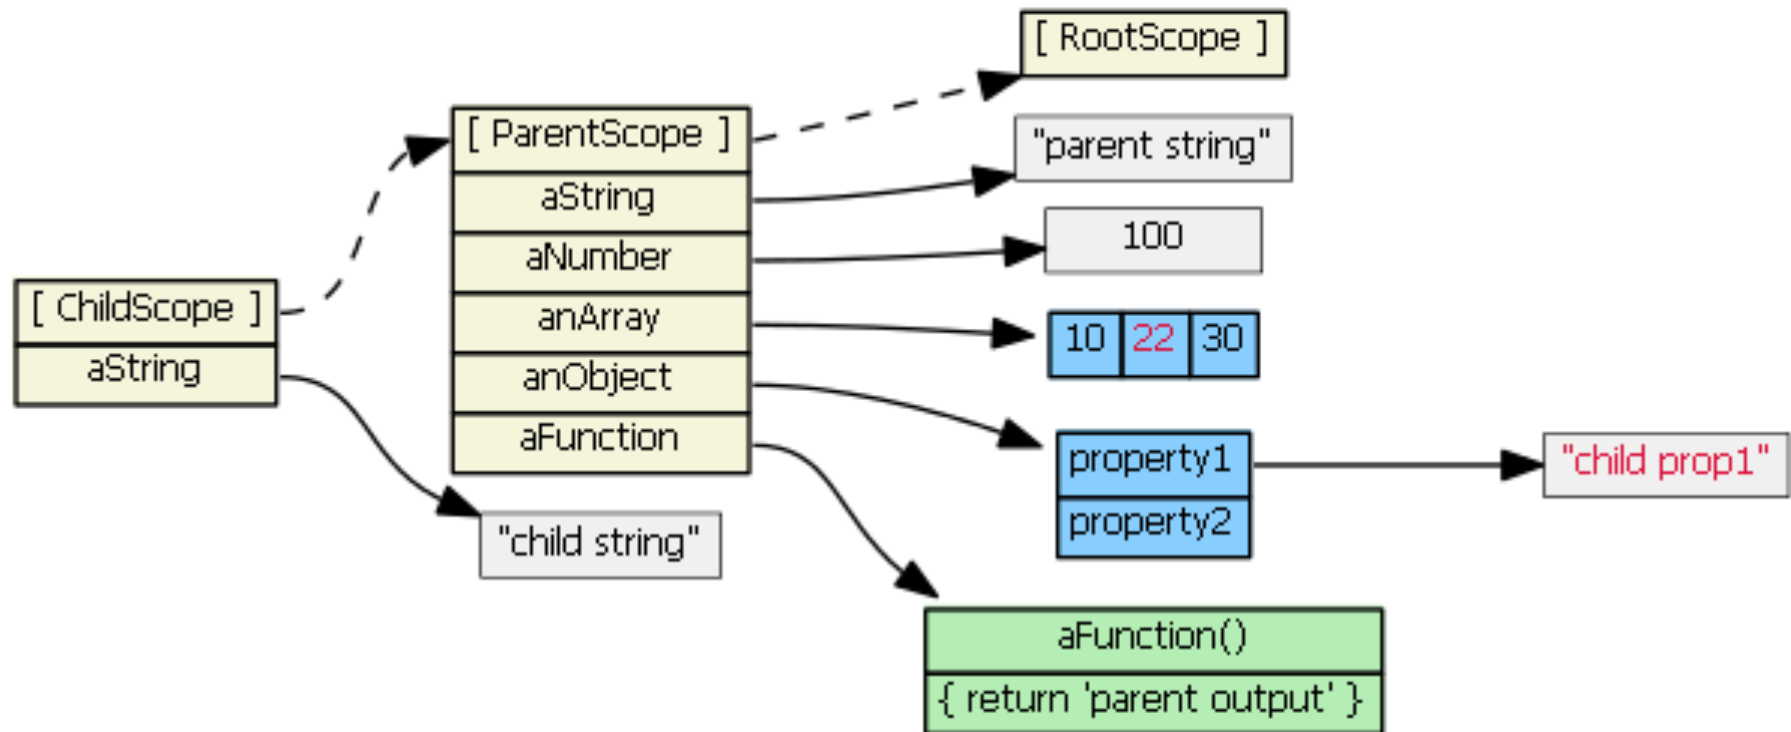 [ RootScope ]
[ ParentScope ]
"parent string"
aString
aNumber
100
[ ChildScope ]
anArray
10 22 30
aString
anObject
aFunction
property1
"child prop1"
property2
"child string"
aFunction()
{ return 'parent output' }